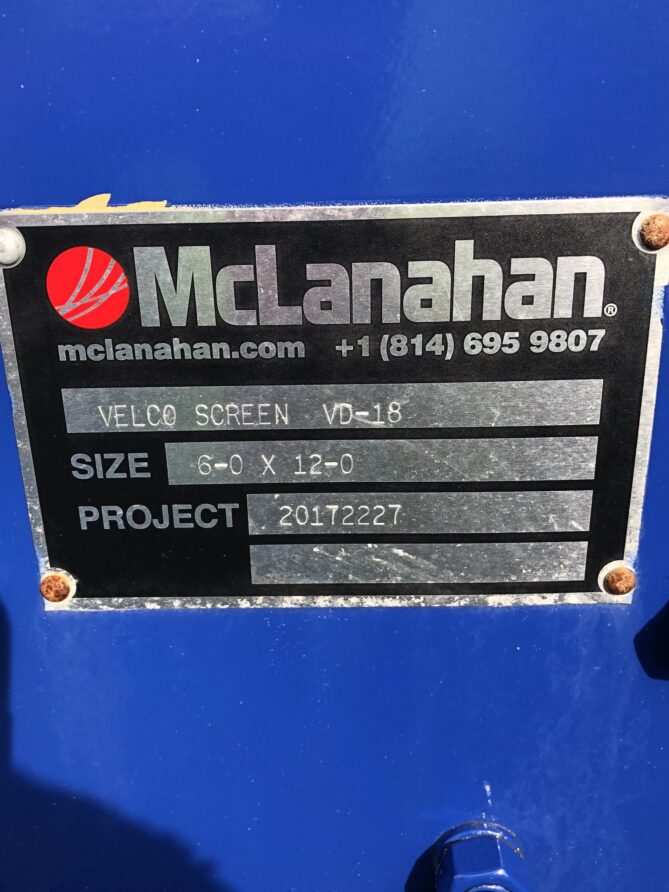 McLanahan®
mclanahan.com +1 (814) 695 9807
VELCO SCREEN VD-18
SIZE 6-0 X 12-0
PROJECT 20172227